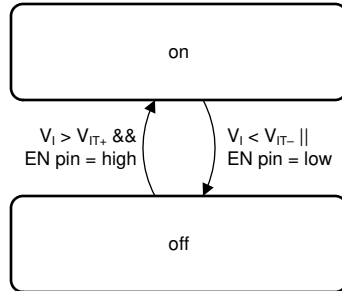 on
V_I > V_IT+ &&
EN pin = high
V_I < V_IT– ||
EN pin = low
off